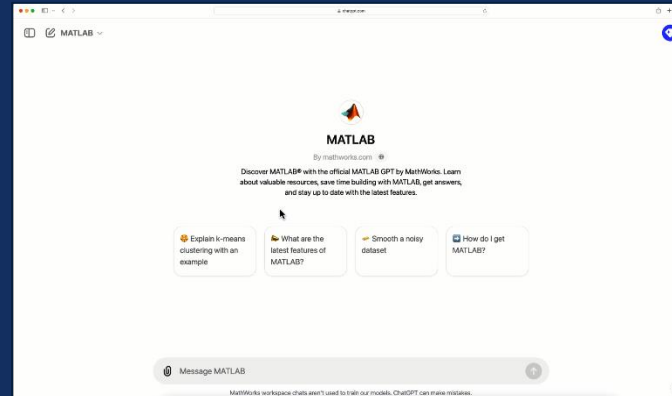 chatgpt.com
MATLAB
MATLAB
By mathworks.com
Discover MATLAB® with the official MATLAB GPT by MathWorks. Learn
about valuable resources, save time building with MATLAB, get answers,
and stay up to date with the latest features.
Explain k-means
clustering with an
example
What are the
latest features of
MATLAB?
Smooth a noisy
dataset
How do I get
MATLAB?
Message MATLAB
MathWorks workspace chats aren't used to train our models. ChatGPT can make mistakes.